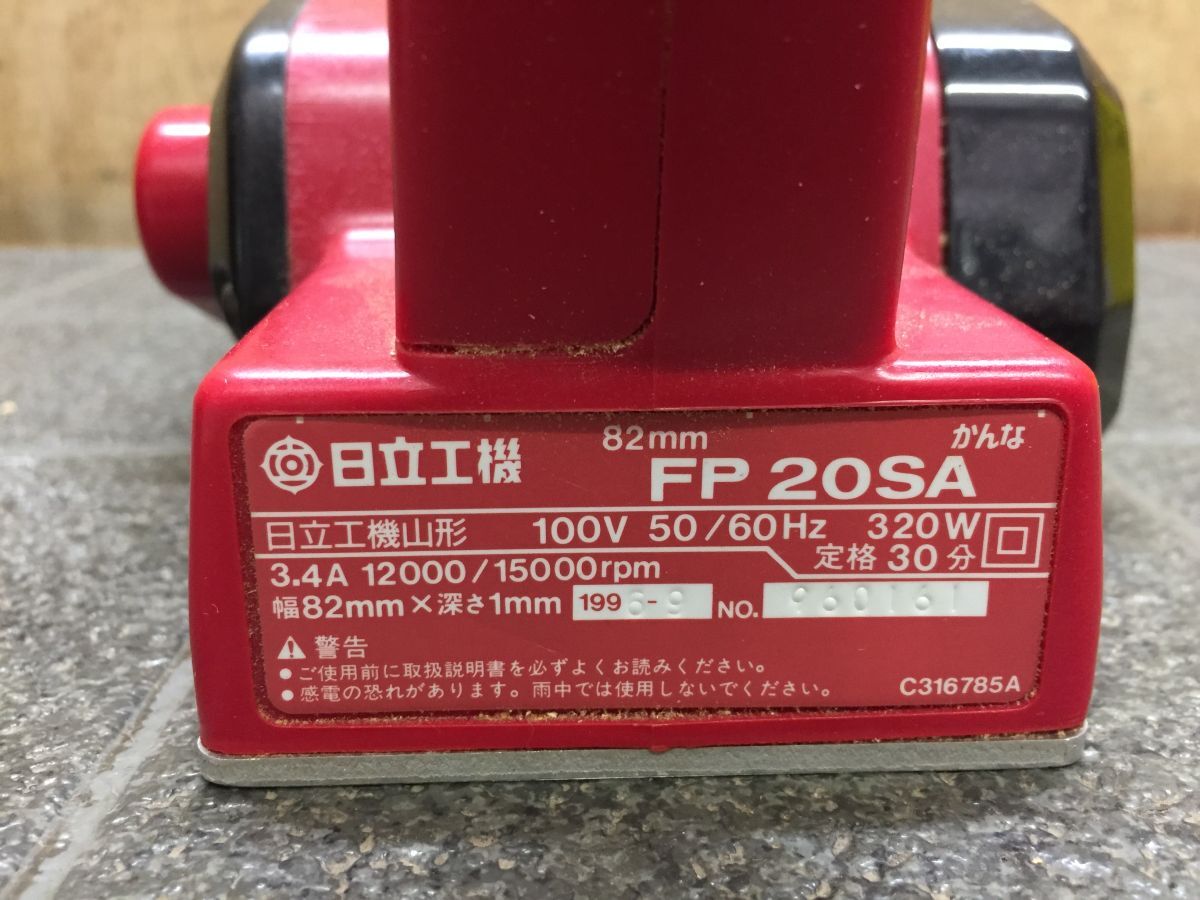 日立工機 82mm かんな
FP 20SA
日立工機山形 100V 50/60Hz 320W
3.4A 12000/15000rpm 定格30分
幅82mm×深さ1mm 1996-9 NO. 960161
警告
●ご使用前に取扱説明書を必ずよくお読みください。
●感電の恐れがあります。雨中では使用しないでください。
C316785A